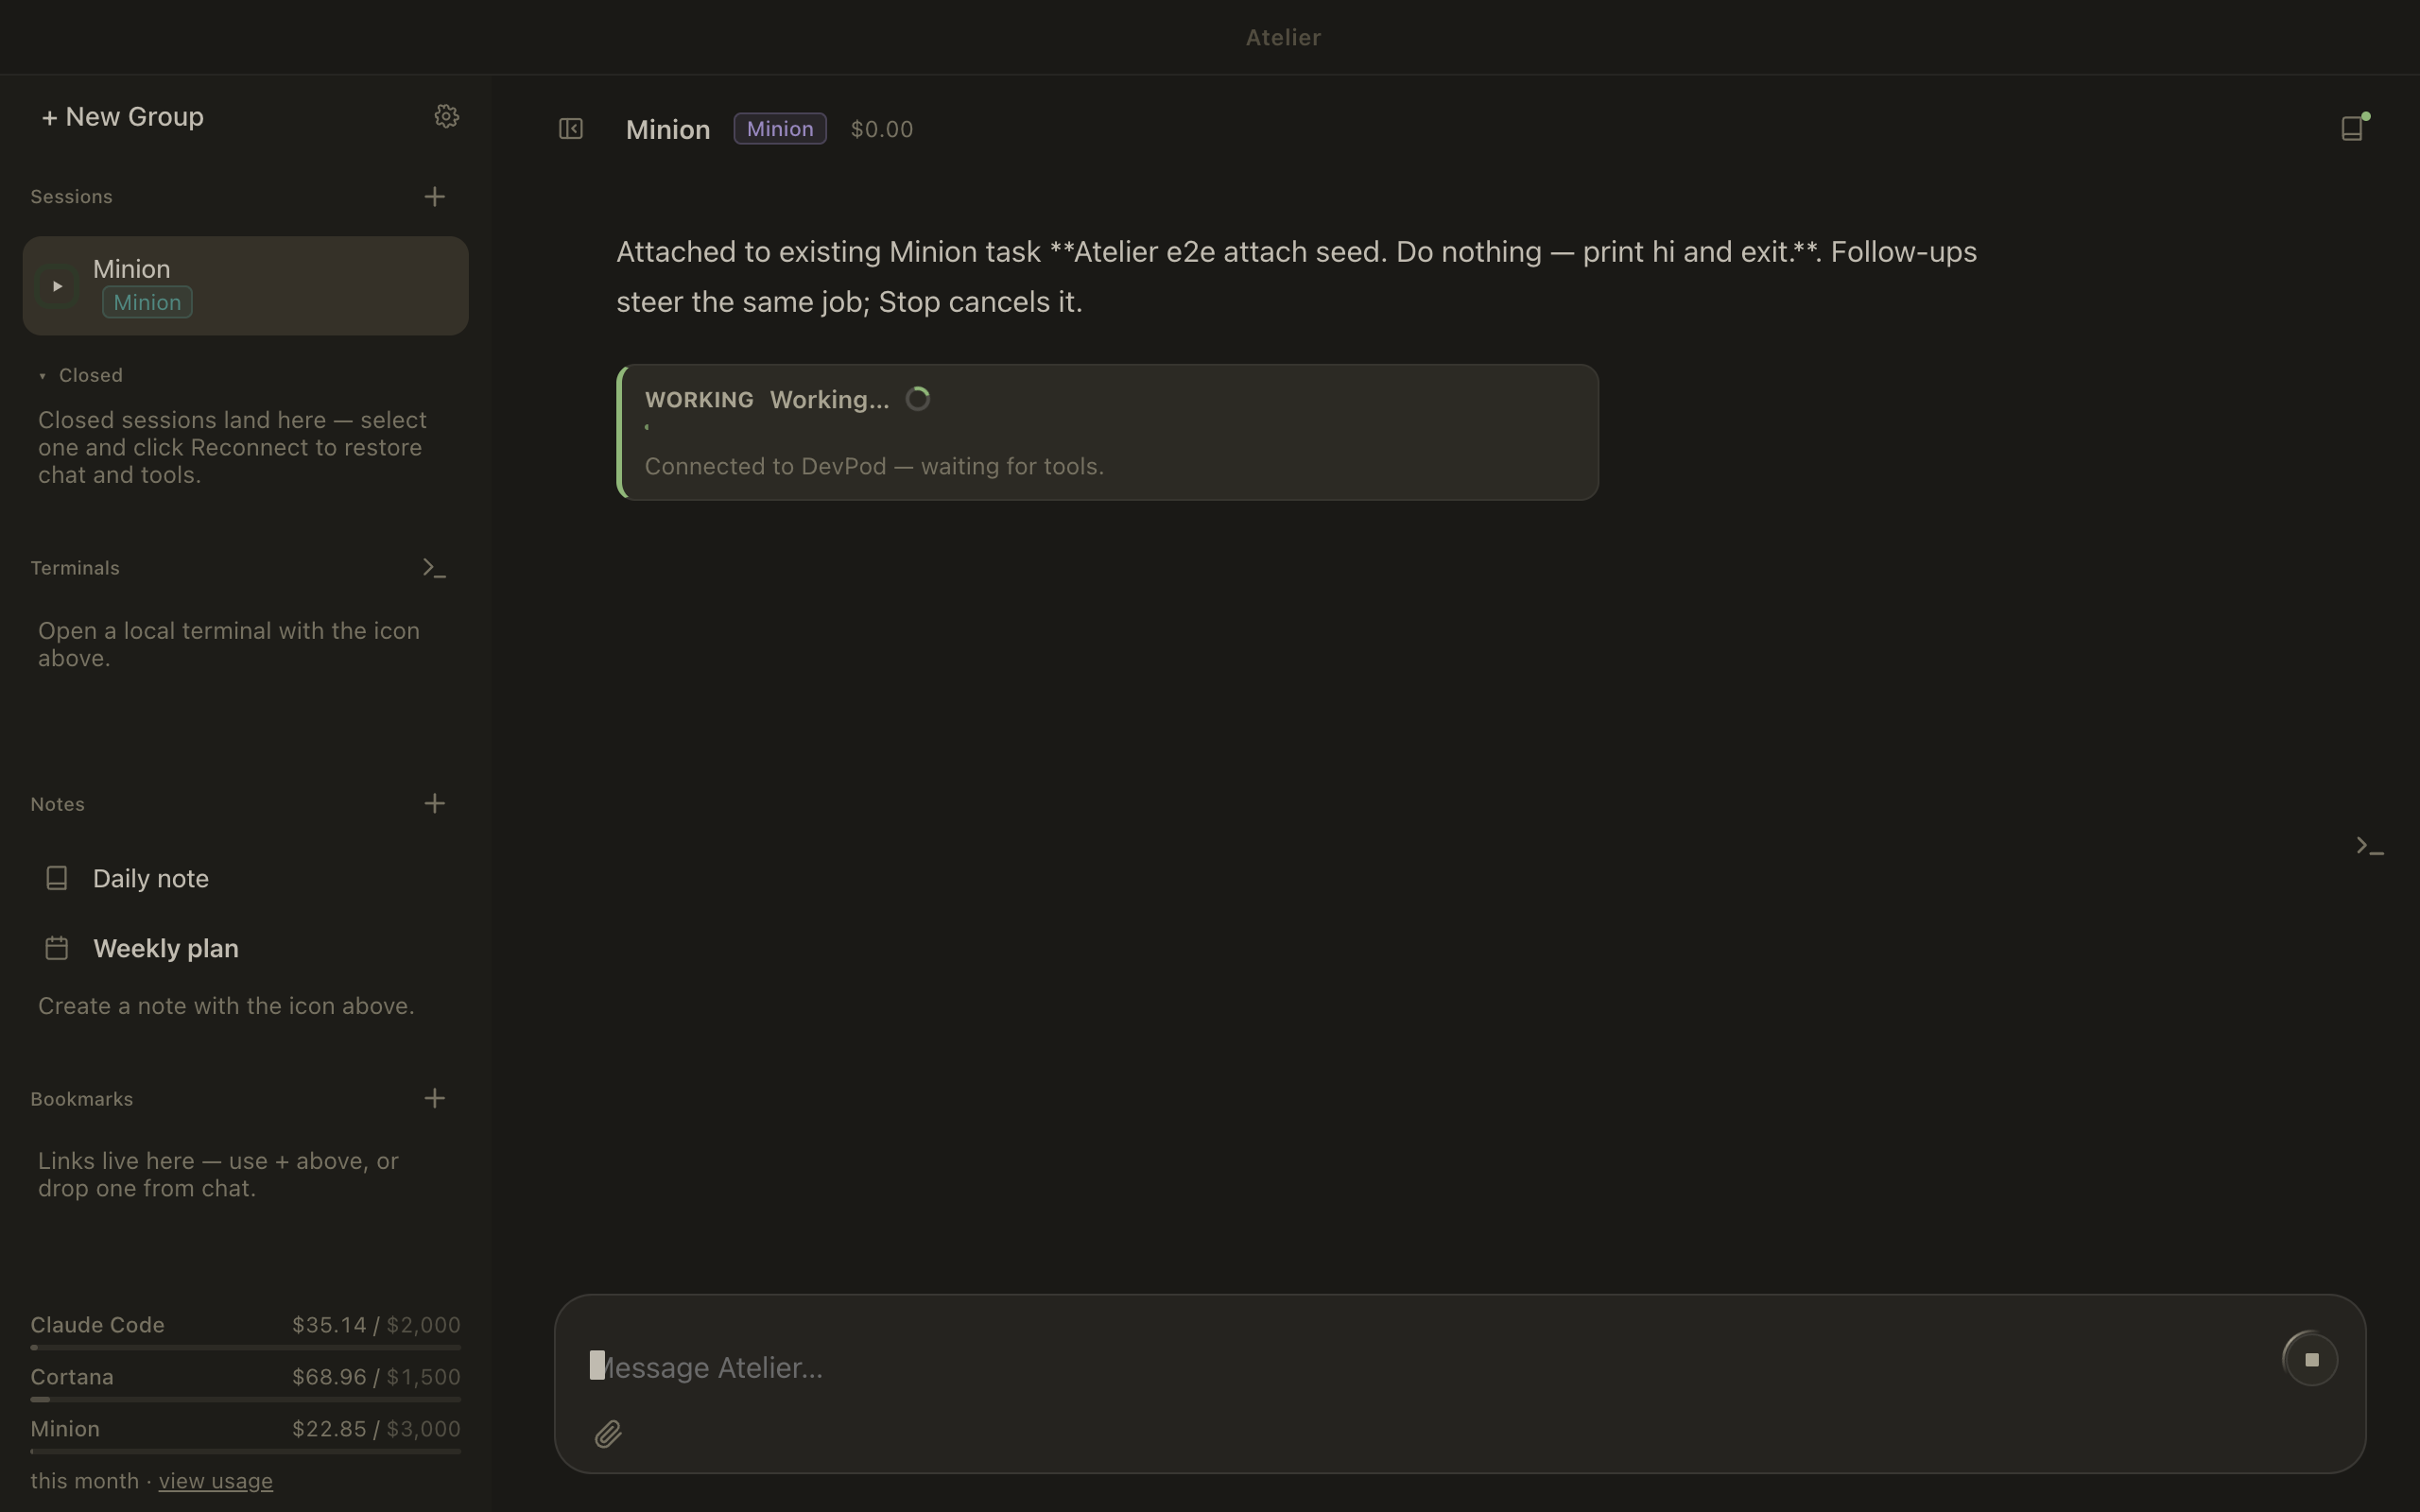 Atelier
+ New Group
Sessions
Minion
Minion
Closed
Closed sessions land here — select
one and click Reconnect to restore
chat and tools.
Terminals
Open a local terminal with the icon
above.
Notes
Daily note
Weekly plan
Create a note with the icon above.
Bookmarks
Links live here — use + above, or
drop one from chat.
Claude Code $35.14 / $2,000
Cortana $68.96 / $1,500
Minion $22.85 / $3,000
this month · view usage
Minion Minion $0.00
Attached to existing Minion task **Atelier e2e attach seed. Do nothing — print hi and exit.**. Follow-ups
steer the same job; Stop cancels it.
WORKING Working...
Connected to DevPod — waiting for tools.
Message Atelier...